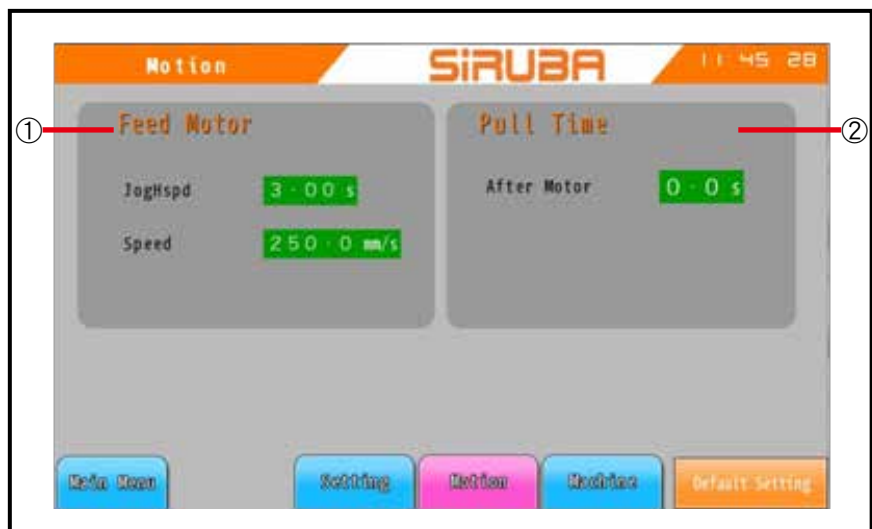 Motion SiRUBA 11 45 28
① Feed Motor
JogHspd 3.00 s
Speed 250.0 mm/s
Pull Time ②
After Motor 0.0 s
Main Menu Setting Motion Machine Default Setting